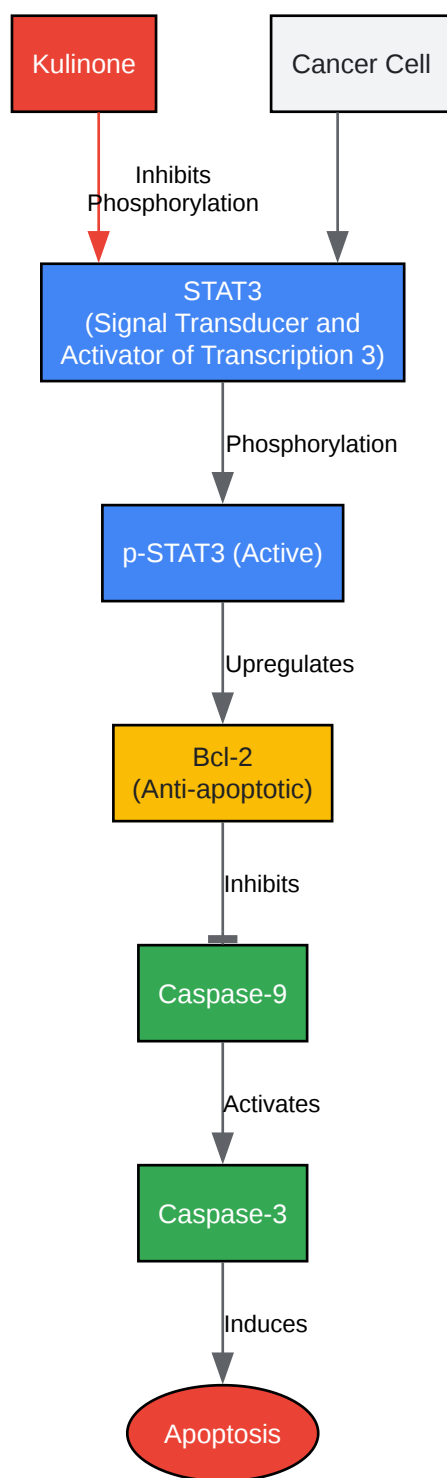 Kulinone
Cancer Cell
Inhibits
Phosphorylation
STAT3
(Signal Transducer and
Activator of Transcription 3)
Phosphorylation
p-STAT3 (Active)
Upregulates
Bcl-2
(Anti-apoptotic)
Inhibits
Caspase-9
Activates
Caspase-3
Induces
Apoptosis